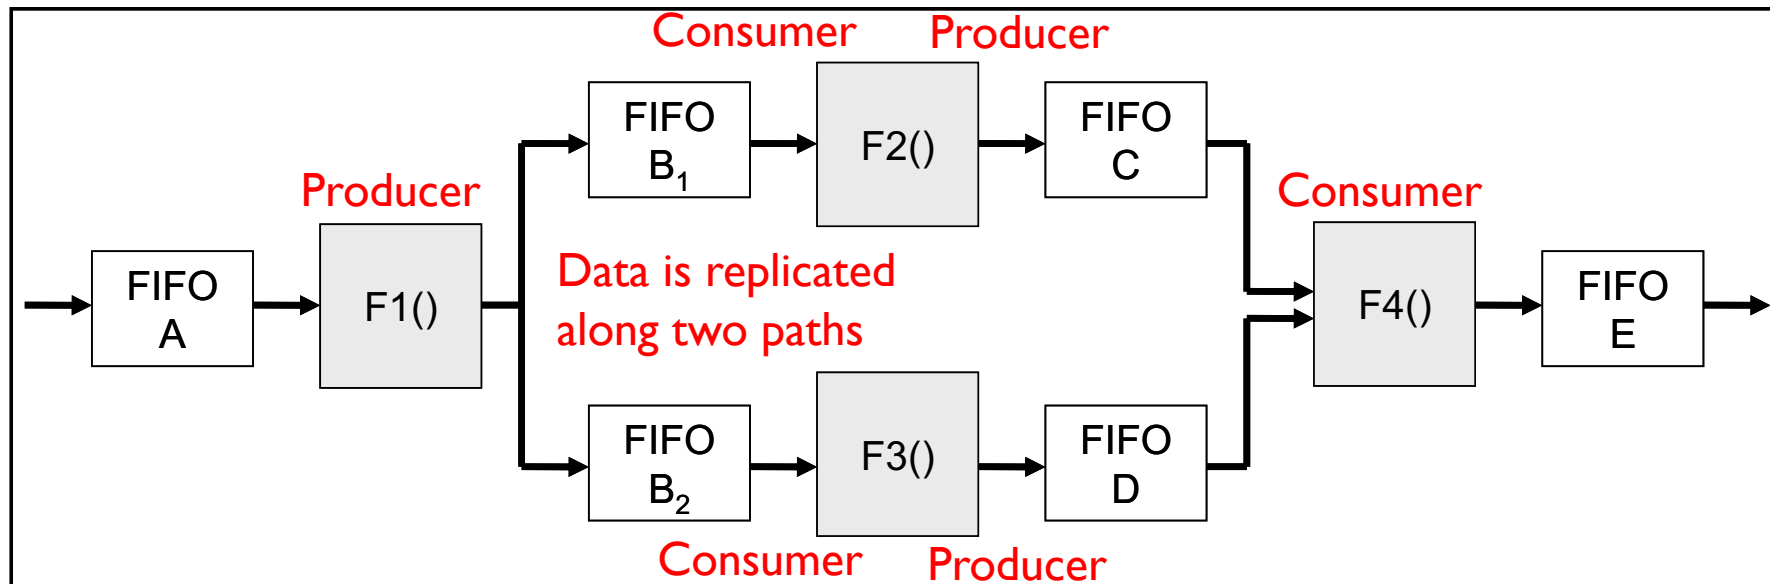 Consumer
Producer
FIFO
B₁
F2()
FIFO
C
Producer
Consumer
FIFO
A
F1()
Data is replicated
along two paths
F4()
FIFO
E
FIFO
B₂
F3()
FIFO
D
Consumer
Producer